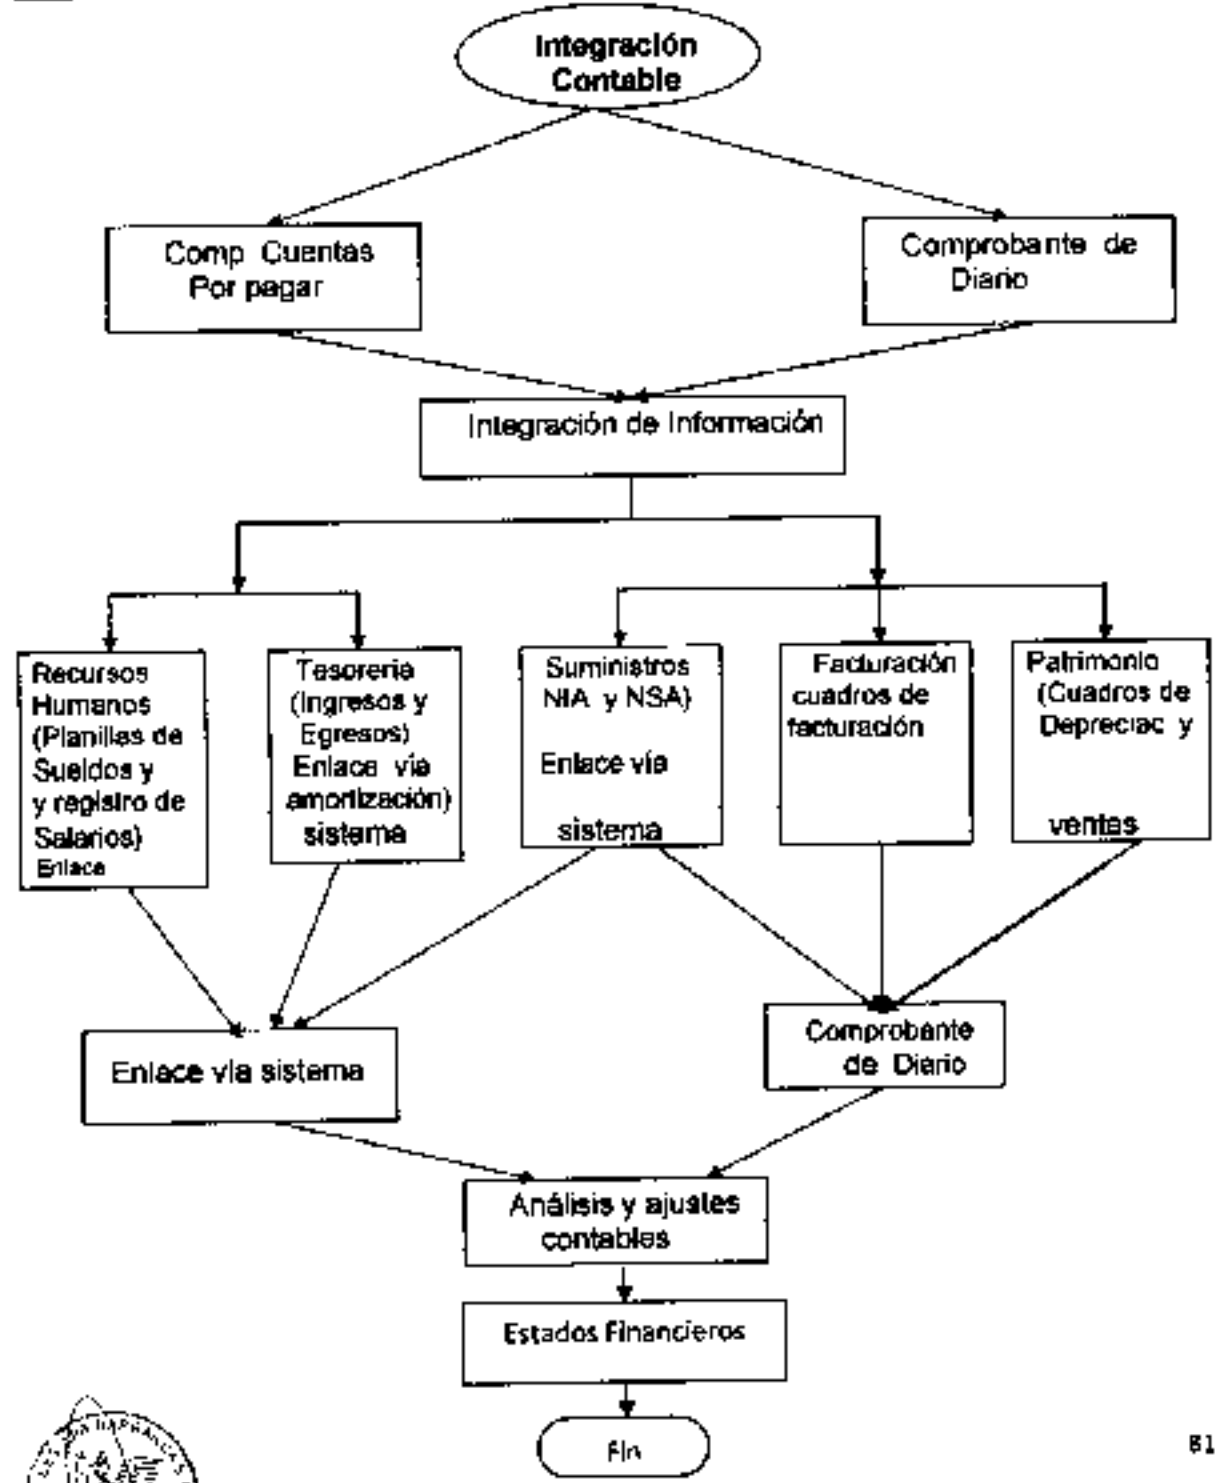 Integración
Contable
Comp Cuentas
Por pagar
Comprobante de
Diario
Integración de Información
Recursos
Humanos
(Planillas de
Sueldos y
y registro de
Salarios)
Enlace
Tesorería
(Ingresos y
Egresos)
Enlace vía
amortización)
sistema
Suministros
NIA y NSA)
Enlace vía
sistema
Facturación
cuadros de
facturación
Patrimonio
(Cuadros de
Depreciac y
ventas
Enlace vía sistema
Comprobante
de Diario
Análisis y ajustes
contables
Estados Financieros
Fin
81